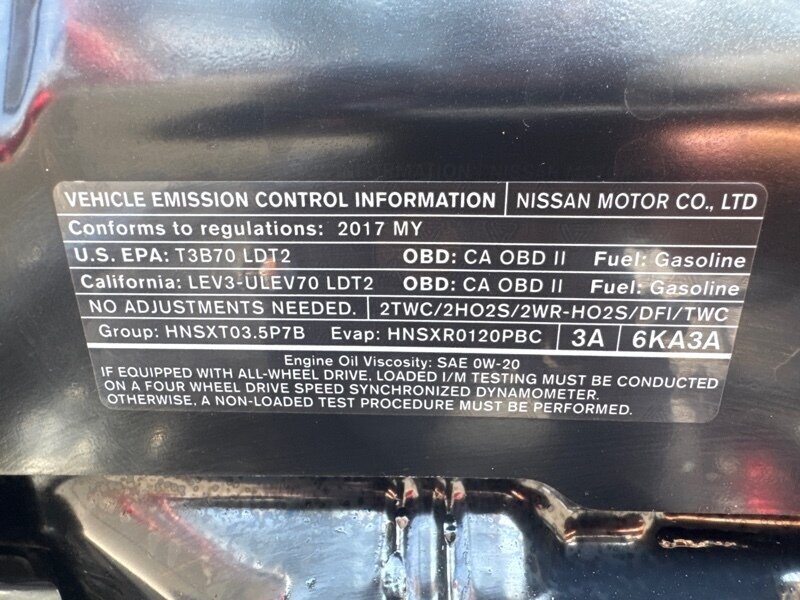 VEHICLE EMISSION CONTROL INFORMATION NISSAN MOTOR CO., LTD
Conforms to regulations: 2017 MY
U.S. EPA: T3B70 LDT2 OBD: CA OBD II Fuel: Gasoline
California: LEV3-ULEV70 LDT2 OBD: CA OBD II Fuel: Gasoline
NO ADJUSTMENTS NEEDED. 2TWC/2HO2S/2WR-HO2S/DFI/TWC
Group: HNSXT03.5P7B Evap: HNSXR0120PBC 3A 6KA3A
Engine Oil Viscosity: SAE 0W-20
IF EQUIPPED WITH ALL-WHEEL DRIVE, LOADED I/M TESTING MUST BE CONDUCTED
ON A FOUR WHEEL DRIVE SPEED SYNCHRONIZED DYNAMOMETER.
OTHERWISE, A NON-LOADED TEST PROCEDURE MUST BE PERFORMED.